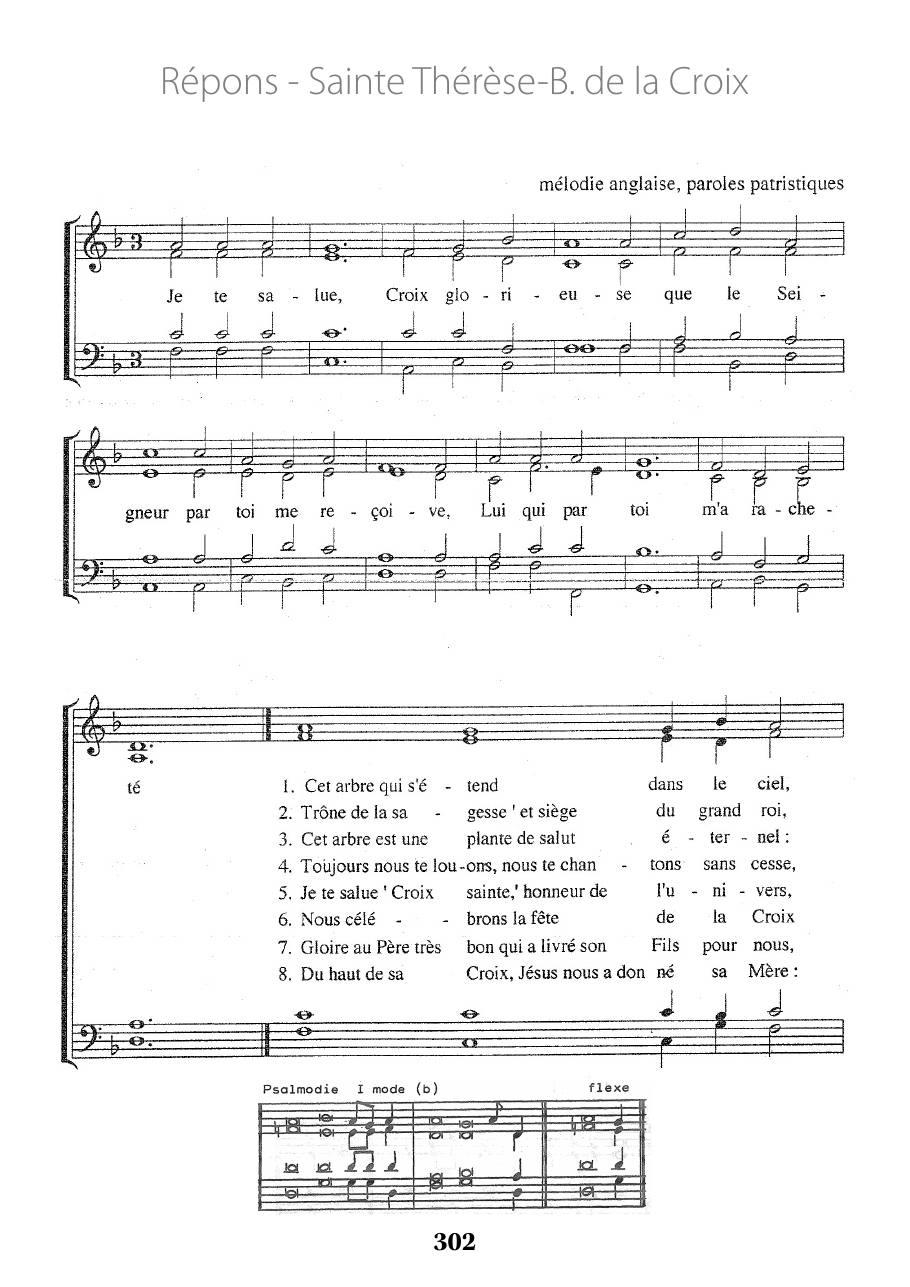 Répons - Sainte Thérèse-B. de la Croix
mélodie anglaise, paroles patristiques
3
Je te sa - lue, Croix glo - ri - eu - se que le Sei -
3
gneur par toi me re - çoi - ve, Lui qui par toi m'a ra - che -
té
1. Cet arbre qui s'é - tend dans le ciel,
2. Trône de la sa - gesse ' et siège du grand roi,
3. Cet arbre est une plante de salut é - ter - nel :
4. Toujours nous te lou-ons, nous te chan - tons sans cesse,
5. Je te salue ' Croix sainte,' honneur de l'u - ni - vers,
6. Nous célé - - brons la fête de la Croix
7. Gloire au Père très bon qui a livré son Fils pour nous,
8. Du haut de sa Croix, Jésus nous a don né sa Mère :
Psalmodie I mode (b) flexe
302